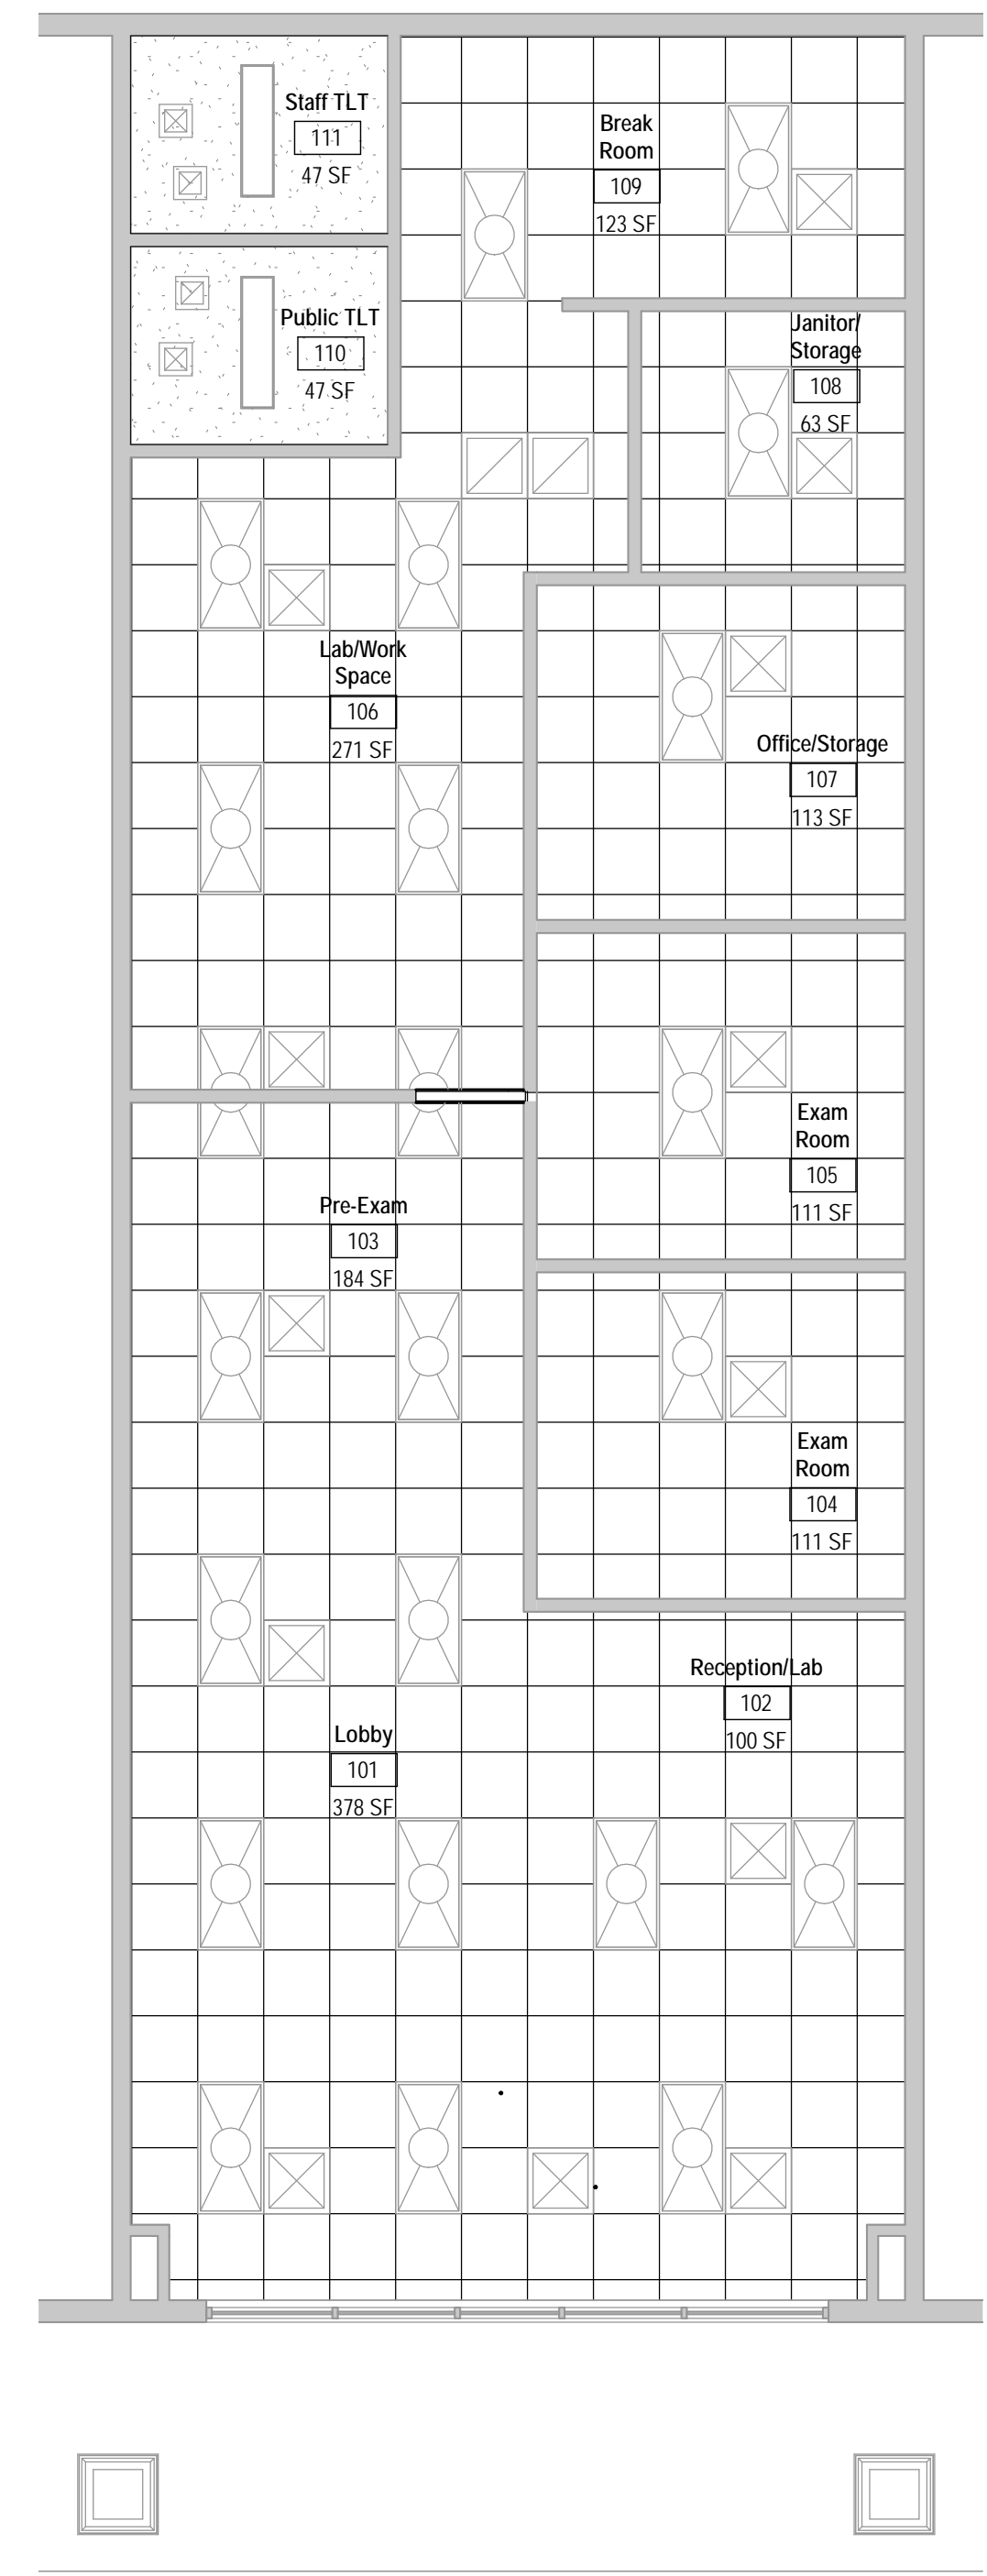 Staff TLT
111
47 SF
Break
Room
109
123 SF
Public TLT
110
47 SF
Janitor/
Storage
108
63 SF
Lab/Work
Space
106
271 SF
Office/Storage
107
113 SF
Exam
Room
105
111 SF
Pre-Exam
103
184 SF
Exam
Room
104
111 SF
Reception/Lab
102
100 SF
Lobby
101
378 SF